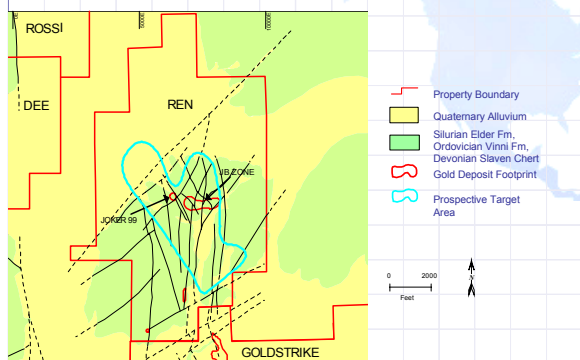 ROSSI
DEE
REN
JB ZONE
JOKER 99
GOLDSTRIKE
Property Boundary
Quaternary Alluvium
Silurian Elder Fm,
Ordovician Vinni Fm,
Devonian Slaven Chert
Gold Deposit Footprint
Prospective Target
Area
0 2000
Feet
N